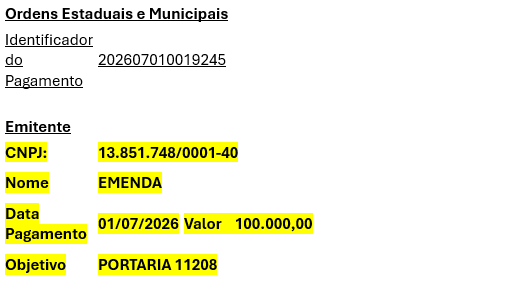 Ordens Estaduais e Municipais
Identificador
do 202607010019245
Pagamento
Emitente
CNPJ: 13.851.748/0001-40
Nome EMENDA
Data
Pagamento 01/07/2026 Valor 100.000,00
Objetivo PORTARIA 11208